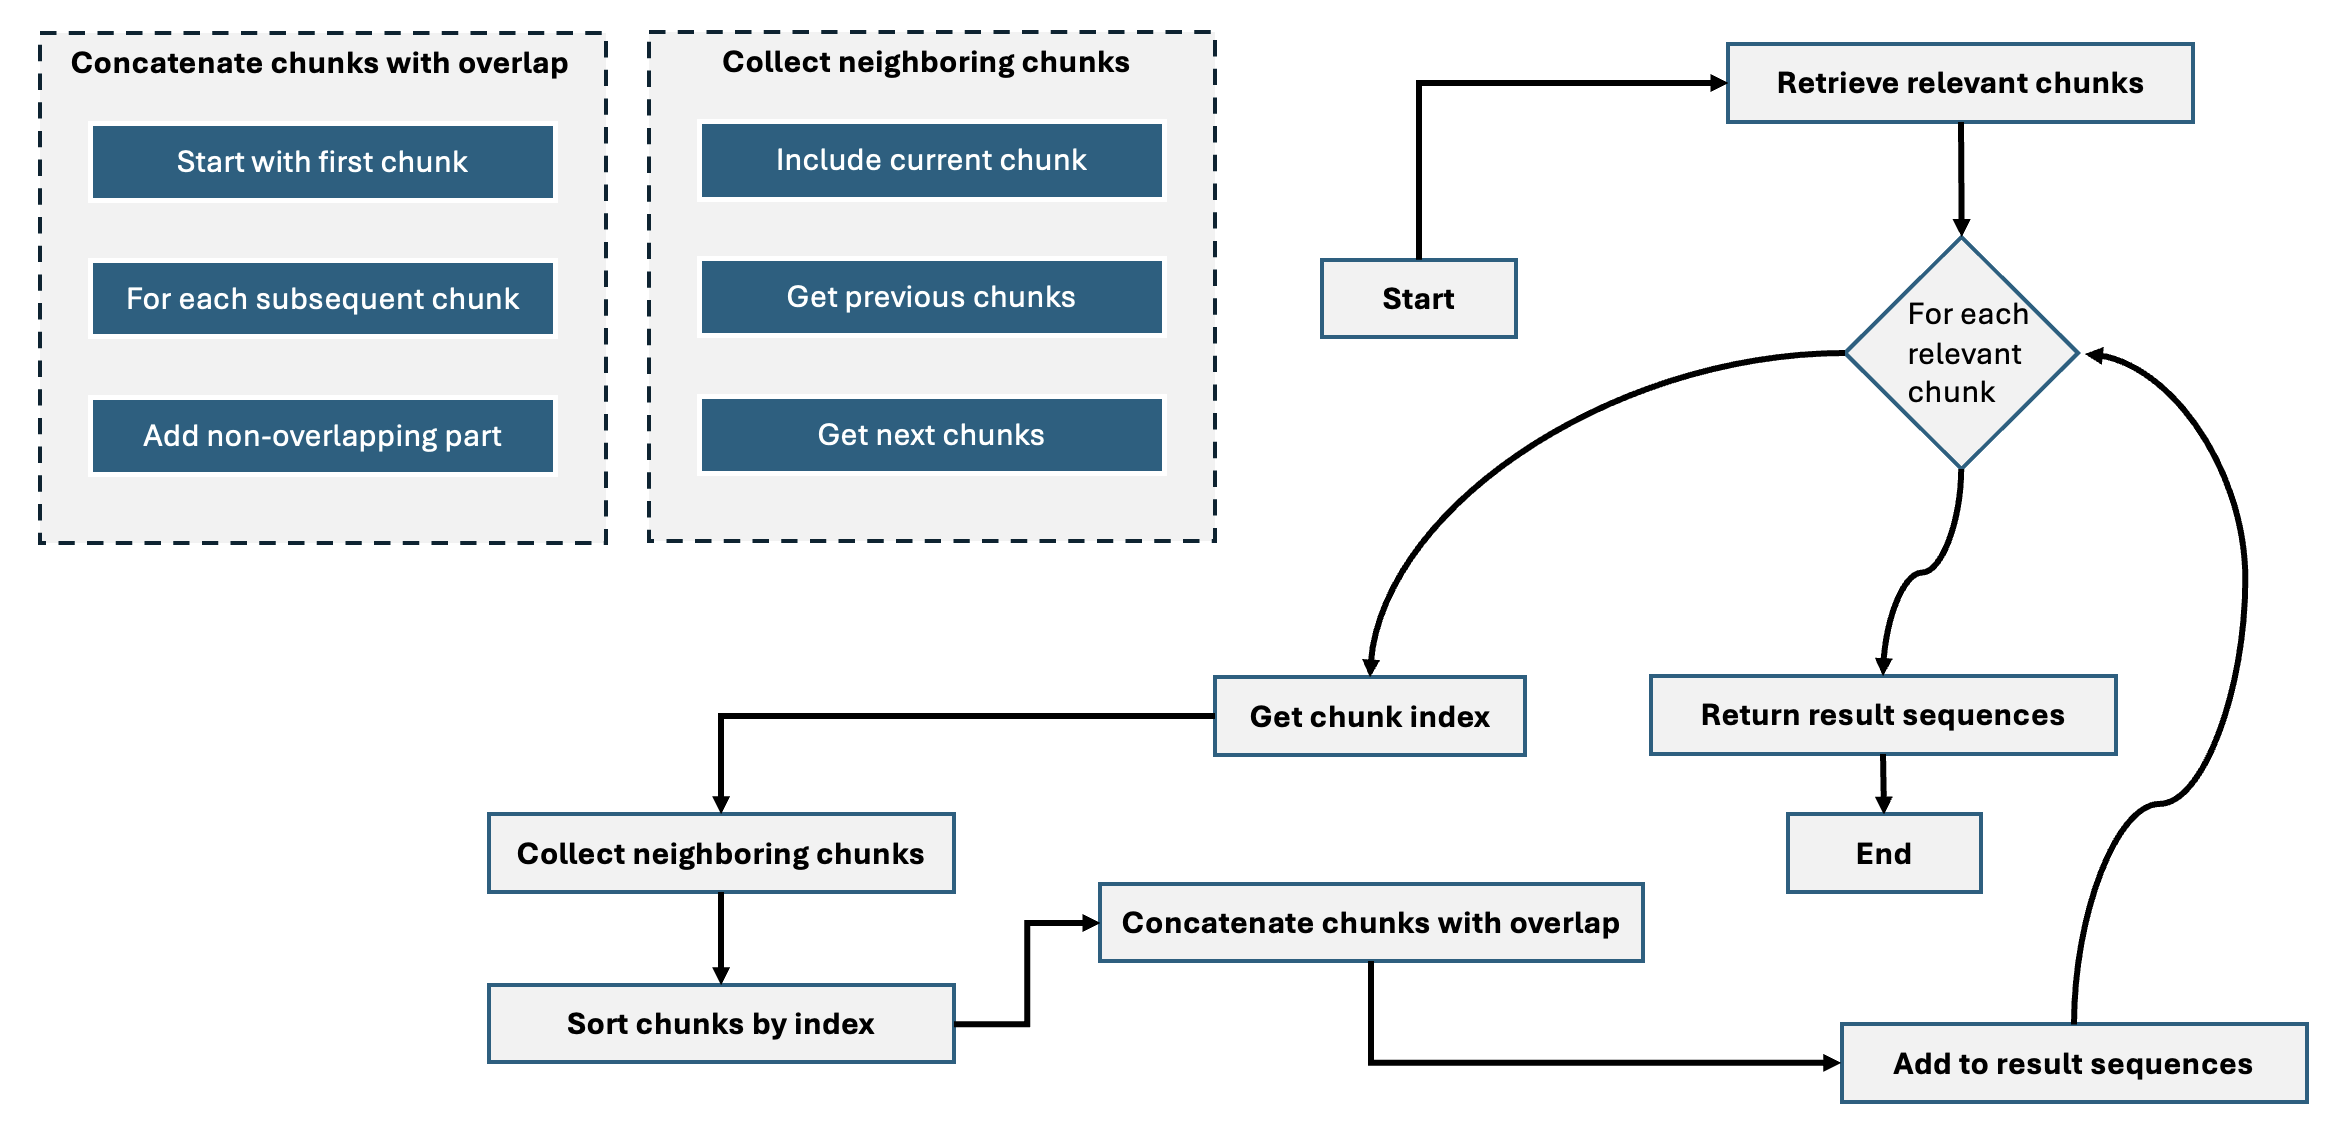 Concatenate chunks with overlap
Start with first chunk
For each subsequent chunk
Add non-overlapping part
Collect neighboring chunks
Include current chunk
Get previous chunks
Get next chunks
Retrieve relevant chunks
Start
For each
relevant
chunk
Get chunk index
Return result sequences
Collect neighboring chunks
End
Concatenate chunks with overlap
Sort chunks by index
Add to result sequences